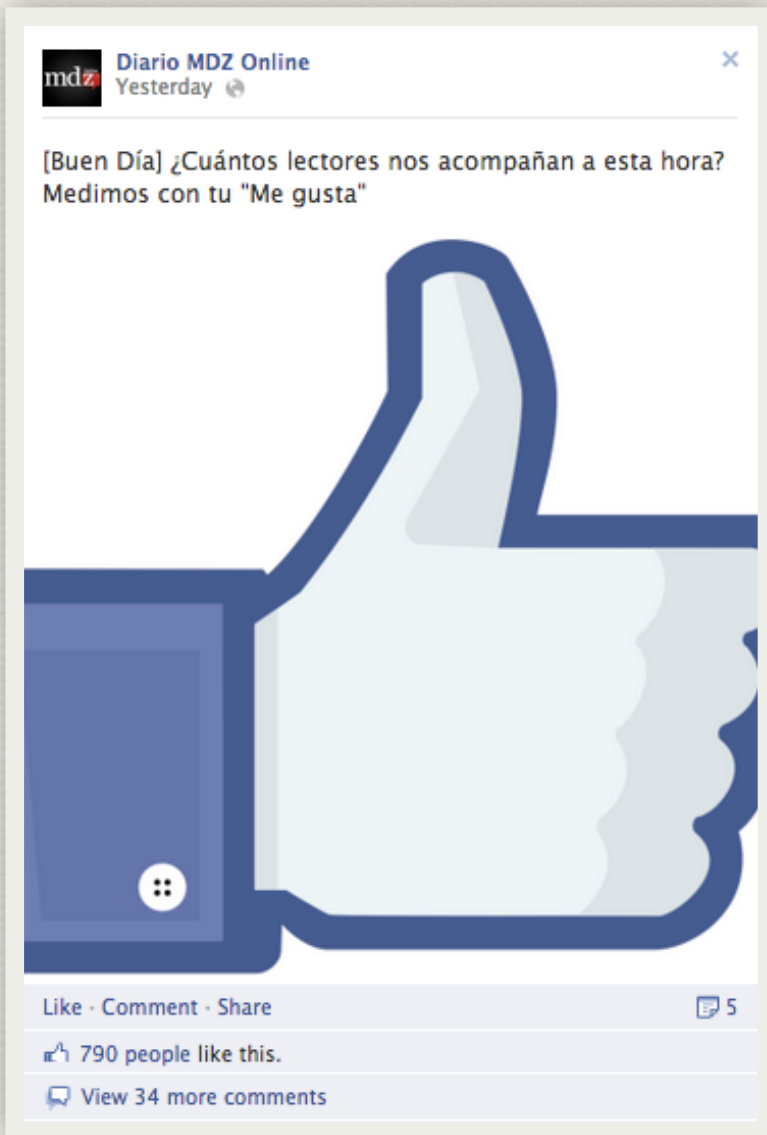 mdz
Diario MDZ Online
Yesterday
[Buen Día] ¿Cuántos lectores nos acompañan a esta hora?
Medimos con tu "Me gusta"
Like · Comment · Share
5
790 people like this.
View 34 more comments